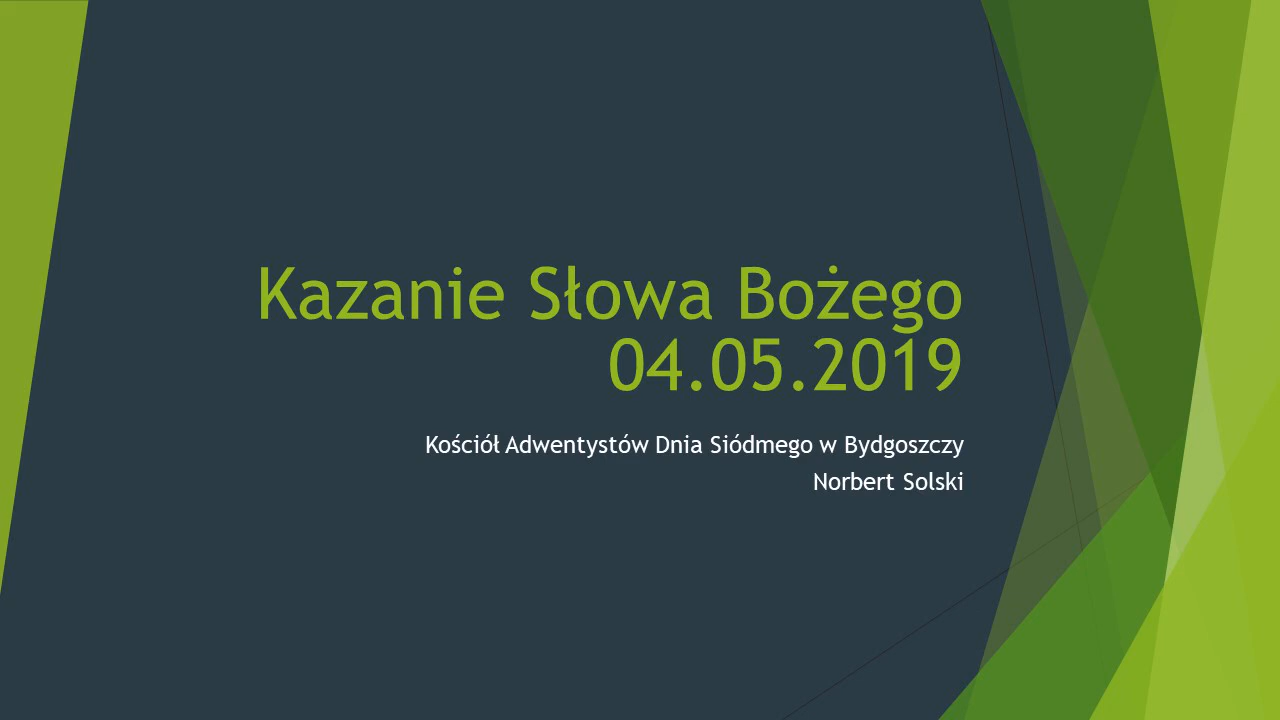 Kazanie Słowa Bożego
04.05.2019
Kościół Adwentystów Dnia Siódmego w Bydgoszczy
Norbert Solski